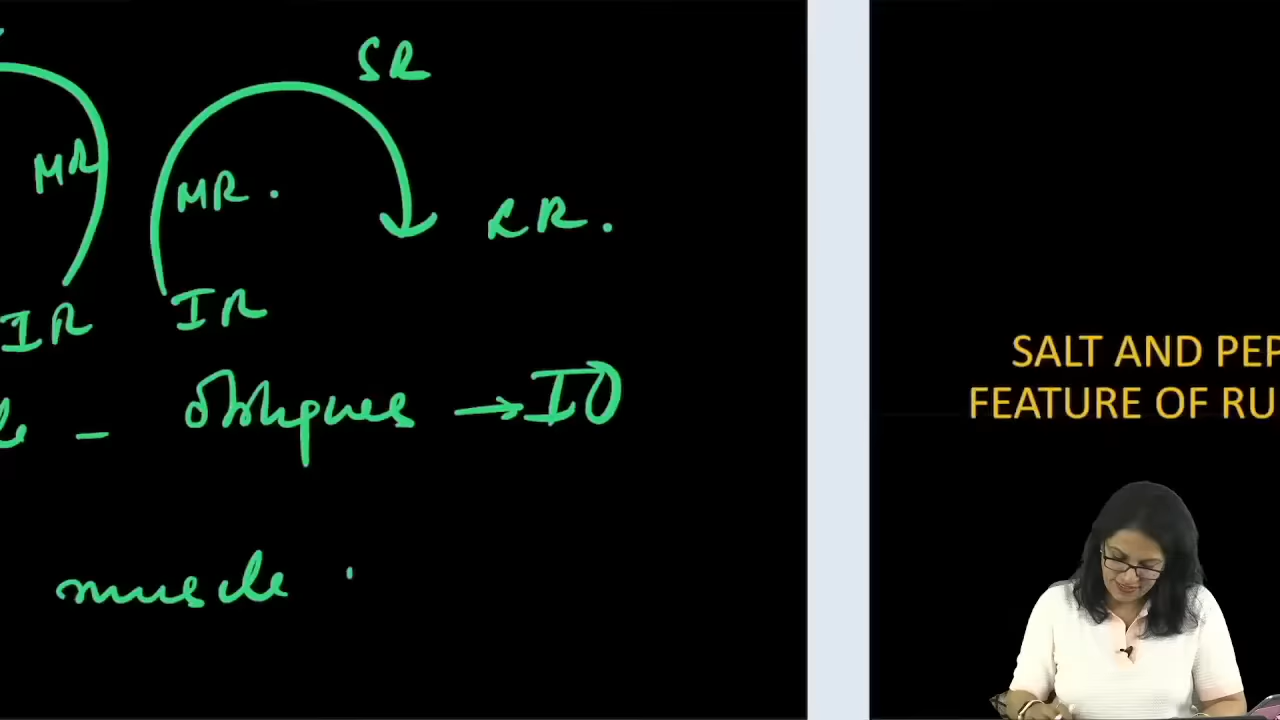 SR
MR
MR.
LR.
IR
IR
- obliques → IO
muscle .
SALT AND PEP
FEATURE OF RU